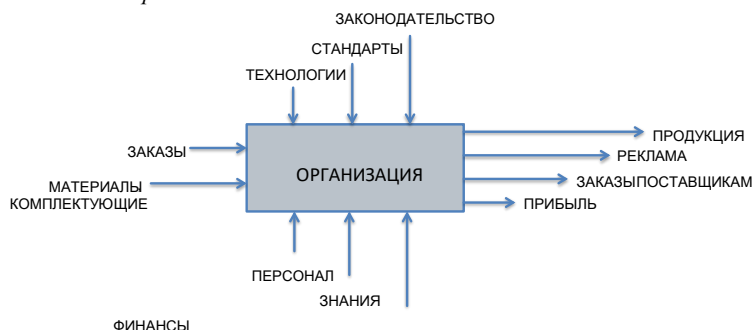 ЗАКОНОДАТЕЛЬСТВО
СТАНДАРТЫ
ТЕХНОЛОГИИ
ПРОДУКЦИЯ
ЗАКАЗЫ
РЕКЛАМА
ОРГАНИЗАЦИЯ
ЗАКАЗЫПОСТАВЩИКАМ
МАТЕРИАЛЫ
КОМПЛЕКТУЮЩИЕ
ПРИБЫЛЬ
ПЕРСОНАЛ
ЗНАНИЯ
ФИНАНСЫ